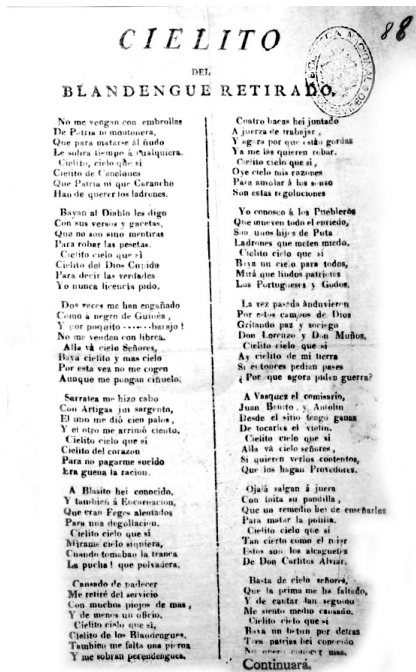 88
CIELITO
DEL
BLANDENGUE RETIRADO.
No me vengan con embrollas
De Patria ni montonera,
Que para matarse al ñudo
Le sobra tiempo á cualquiera.
Cielito, cielo que si
Cielito de Canelones
Que Patria ni que Carancho
Han de querer los ladrones.
Bayan al Diablo les digo
Con sus versos y gacetas,
Que no son sino mentiras
Para robar las pesetas.
Cielito cielo que si
Cielito del Dios Cupido
Para decir las verdades
Yo nunca licencia pido.
Dos veces me han engañado
Como á negro de Guinéa,
Y por poquito -------barajo!
No me venden con librea.
Alla vá cielo Señores,
Baya cielito y mas cielo
Por esta vez no me cogen
Aunque me pongan ciñuelo.
Sarratea me hizo cabo
Con Artigas jui sargento,
El uno me dió cien palos,
Y el otro me arrimó ciento.
Cielito cielo que si
Cielito del corazon
Para no pagarme sueldo
Era guena la racion.
A Blasito hei conocido,
Y tambien á Encarnacion,
Que eran Feges alentados
Para una degollacion.
Cielito cielo que si
Mirame cielo siquiera,
Cuando tomaban la tranca
La pucha! que polvadera.
Cansado de padecer
Me retiré del servicio
Con muchos piojos de mas,
Y de menos un oficio.
Cielito cielo que si,
Cielito de los Blandengues,
Tambien me falta una pierna
Y me sobran perendengues.
Cuatro bacas hei juntado
A juerza de trabajar,
Y agora por que están gordas
Ya me las quieren robar.
Cielito cielo que si,
Oye cielo mis razones
Para amolar á los sonso
Son estas regoluciones
Yo conosco á los Puebleros
Que mueven todo el enriedo,
Son unos hijos de Puta
Ladrones que meten miedo.
Cielito cielo que si
Baya un cielo para todos,
Mirá que lindos patriotas
Los Portugueses y Godos.
La vez pasada anduvieron
Por estos campos de Dios
Gritando paz y sociego
Don Lorenzo y Don Muños.
Cielito cielo que si
Ay cielito de mi tierra
Si entonces pedian pases
¿Por que agora piden guerra?
A Vasquez el comisario,
Juan Benito, y Antolin
Desde el sitio tengo ganas
De tocarles el violin.
Cielito cielo que si
Alla vá cielo señores,
Si quieren verlos contentos,
Que los hagan Provedores.
Ojalá salgan á juera
Con toita su pandilla,
Que un remedio hei de enseñarles
Para matar la polilla.
Cielito cielo que si
Tan cierto como el
Estos son los alcaguetes
De Don Carlitos Alviar.
Basta de cielo señores,
Que la prima me ha faltado,
Y de cantar tan seguido
Me siento medio cansado.
Cielito cielo que si
Baya un beton por detras
Tres patrias hei conocido
No quero conocer mas.
Continuará.